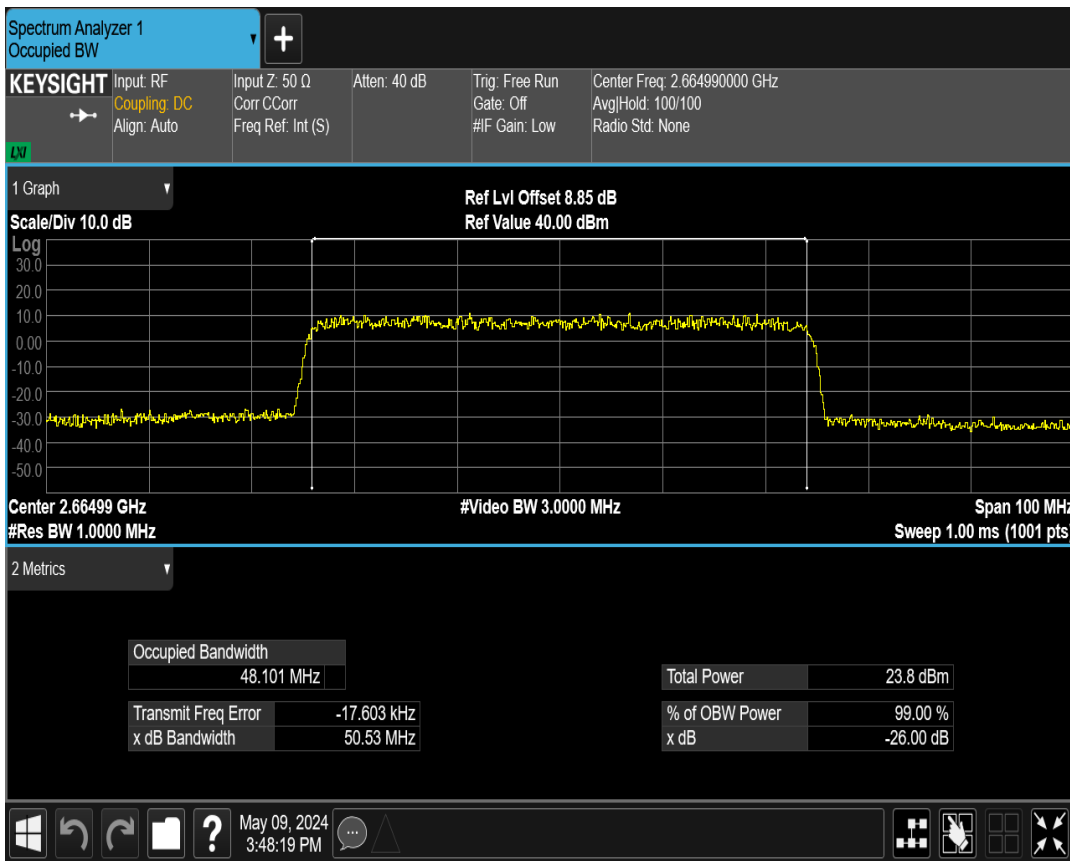 Spectrum Analyzer 1
Occupied BW
KEYSIGHT
LXI
Input: RF
Coupling: DC
Align: Auto
Input Z: 50 Ω
Corr CCorr
Freq Ref: Int (S)
Atten: 40 dB
Trig: Free Run
Gate: Off
#IF Gain: Low
Center Freq: 2.664990000 GHz
Avg|Hold: 100/100
Radio Std: None
1 Graph
Scale/Div 10.0 dB
Ref Lvl Offset 8.85 dB
Ref Value 40.00 dBm
Log
30.0
20.0
10.0
0.00
-10.0
-20.0
-30.0
-40.0
-50.0
Center 2.66499 GHz
#Video BW 3.0000 MHz
Span 100 MHz
#Res BW 1.0000 MHz
Sweep 1.00 ms (1001 pts)
2 Metrics
Occupied Bandwidth
48.101 MHz
Total Power 23.8 dBm
Transmit Freq Error -17.603 kHz
% of OBW Power 99.00 %
x dB Bandwidth 50.53 MHz
x dB -26.00 dB
?
May 09, 2024
3:48:19 PM